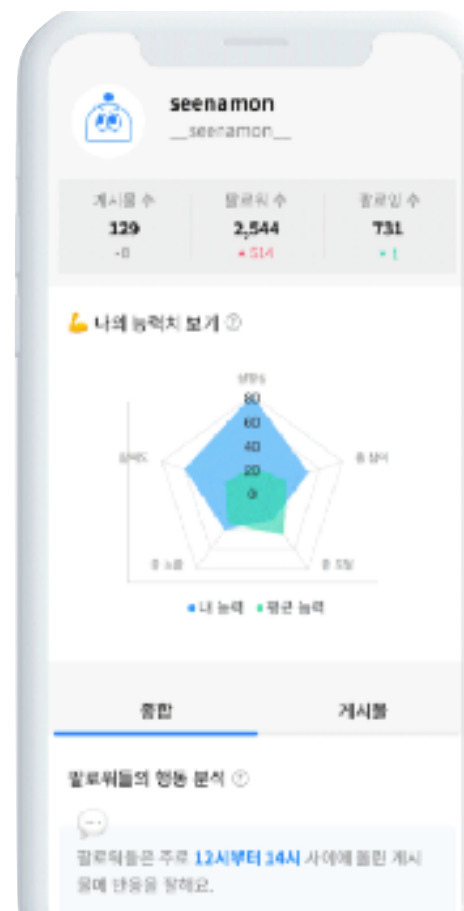 seenamon
__seenamon__
게시물 수 팔로워 수 팔로잉 수
129 2,544 731
-0 514 1
나의 능력치 보기 ?
80
60
40
20
0
내 능력 평균 능력
종합 게시물
팔로워들의 행동 분석 ?
팔로워들은 주로 12시부터 14시 사이에 올린 게시
물에 반응을 잘해요.